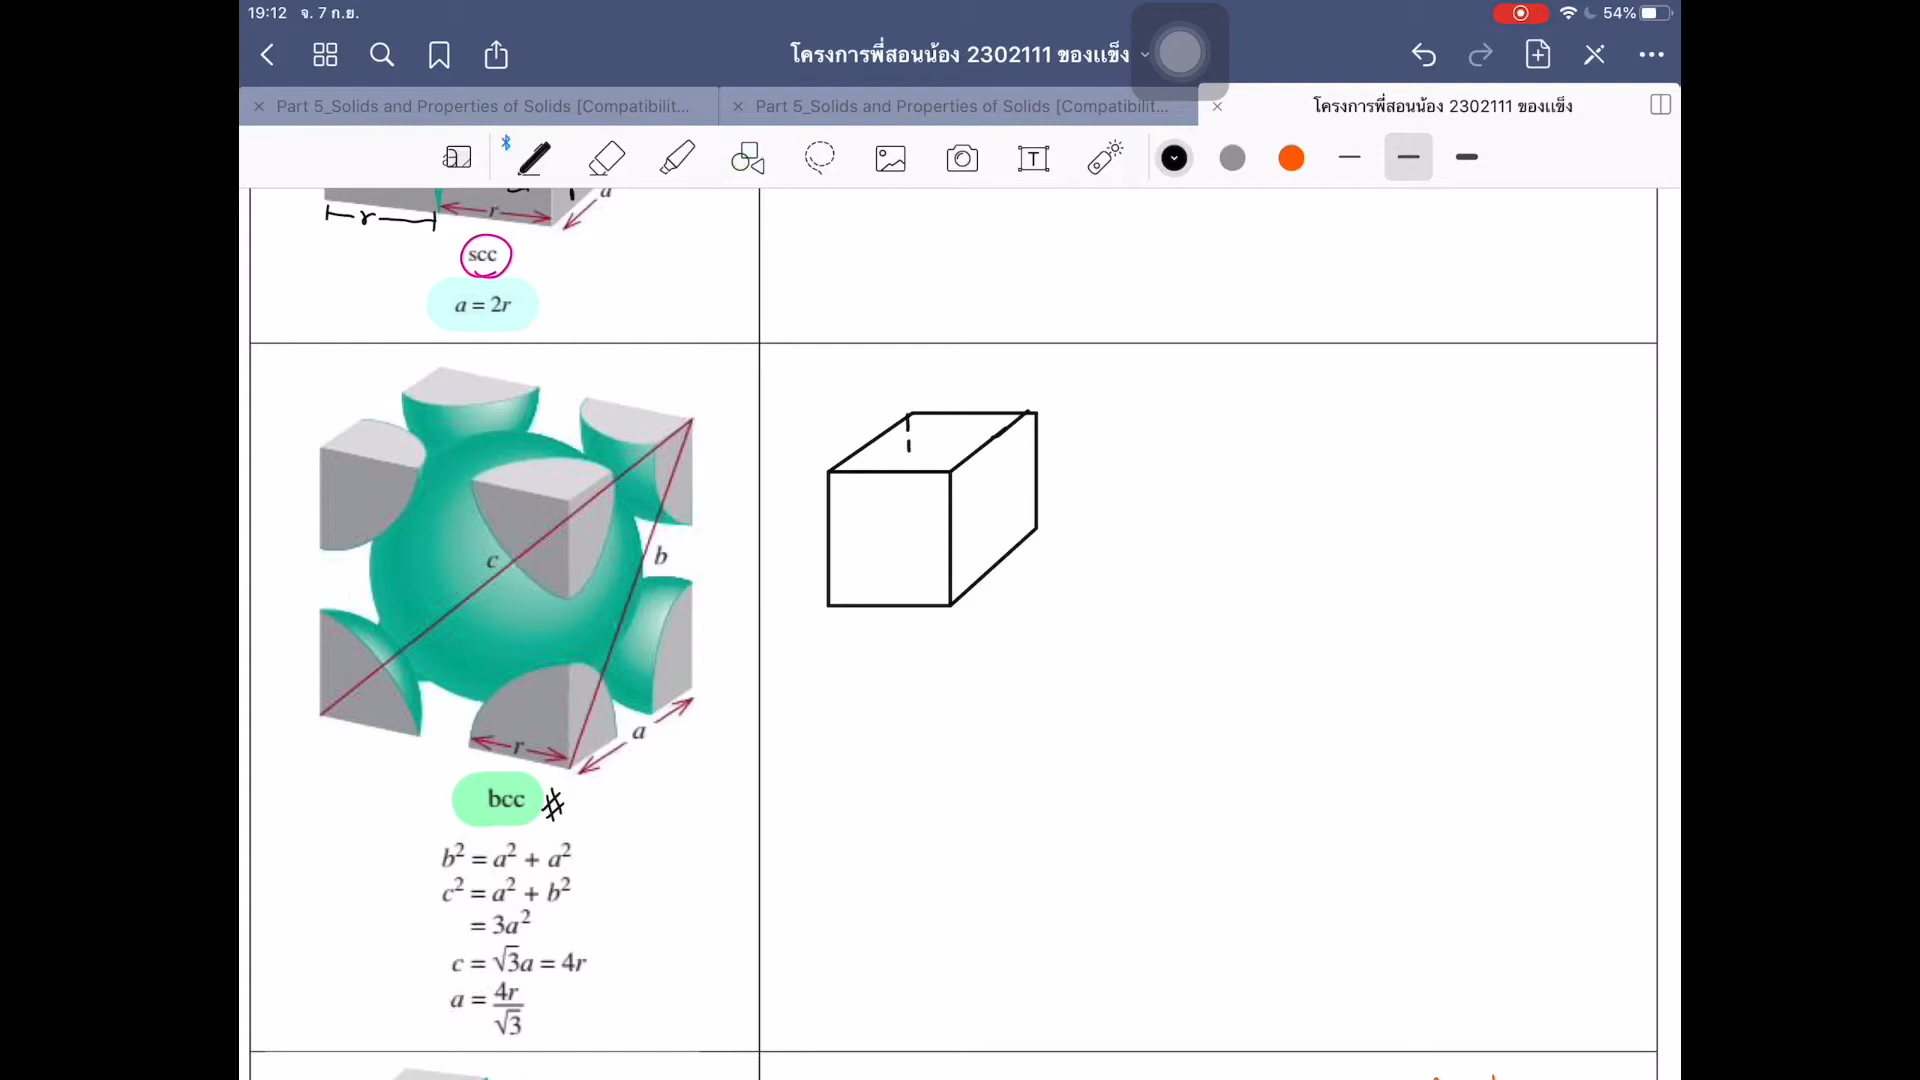 19:12 จ. 7 ก.ย.
54%
โครงการพี่สอนน้อง 2302111 ของแข็ง
Part 5_Solids and Properties of Solids [Compatibilit...
Part 5_Solids and Properties of Solids [Compatibilit...
โครงการพี่สอนน้อง 2302111 ของแข็ง
a
T
a
r
r
scc
a = 2r
c
b
r
a
bcc #
b² = a² + a²
c² = a² + b²
= 3a²
c = √3a = 4r
a = 4r/√3